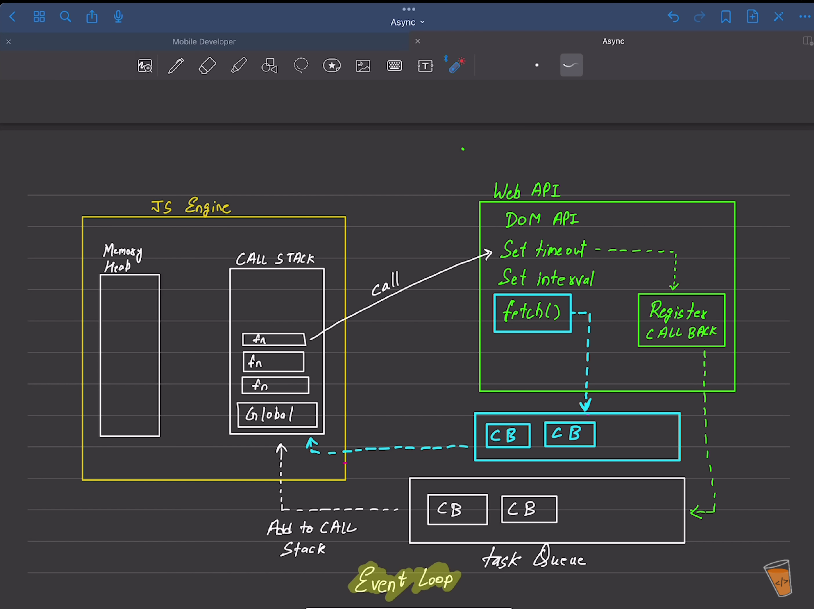 Async
Mobile Developer
Async
Web API
JS Engine
DOM API
Memory
Heap
CALL STACK
Set timeout
call
Set interval
fetch()
Register
CALL BACK
fn
fn
fn
Global
CB
CB
CB
CB
Add to CALL
Stack
task Queue
Event Loop